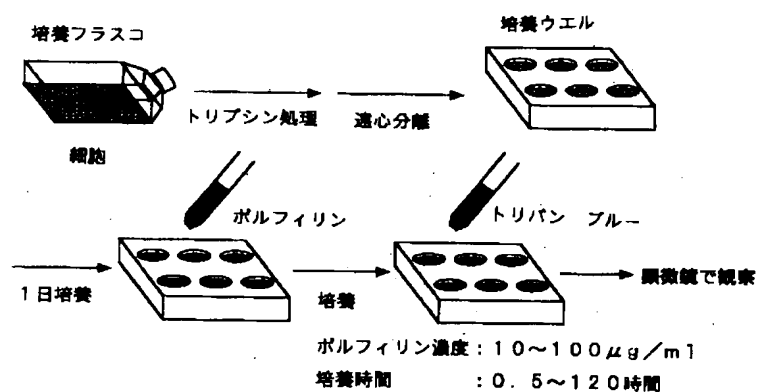 培養フラスコ
培養ウエル
トリプシン処理
遠心分離
細胞
ポルフィリン
トリパン ブルー
1日培養
培養
顕微鏡で観察
ポルフィリン濃度:10~100μg/ml
培養時間 :0.5~120時間